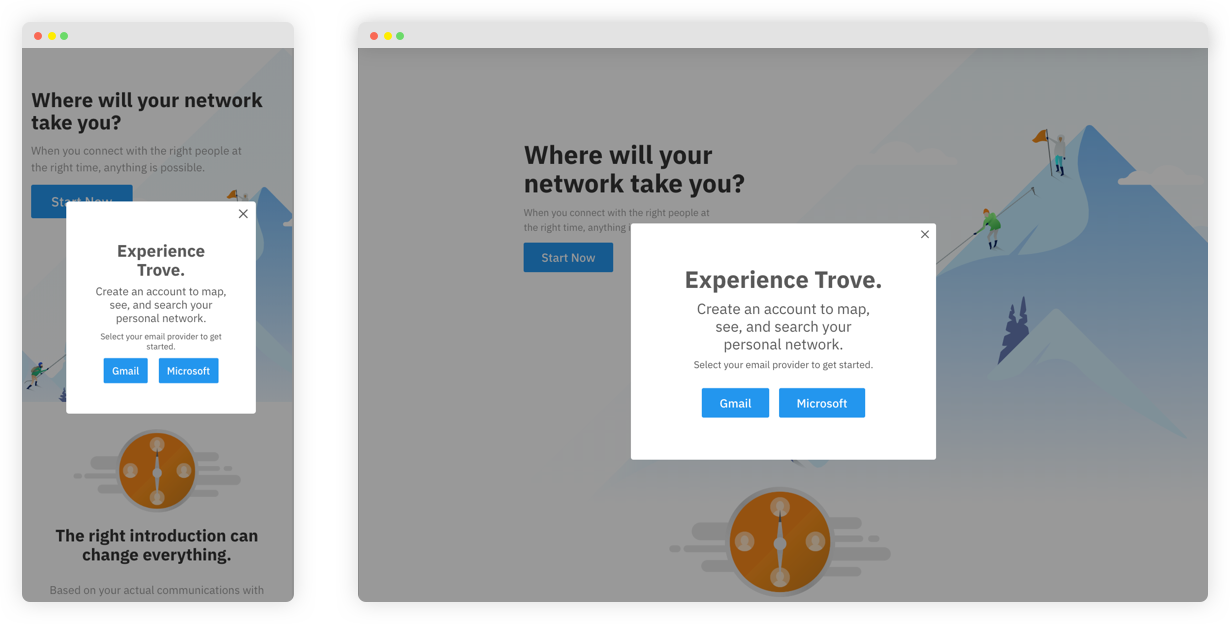 Where will your network
take you?
When you connect with the right people at
the right time, anything is possible.
Start Now
Experience
Trove.
Create an account to map,
see, and search your
personal network.
Select your email provider to get
started.
Gmail
Microsoft
The right introduction can
change everything.
Based on your actual communications with
Where will your
network take you?
When you connect with the right people at
the right time, anything
Start Now
Experience Trove.
Create an account to map,
see, and search your
personal network.
Select your email provider to get started.
Gmail
Microsoft